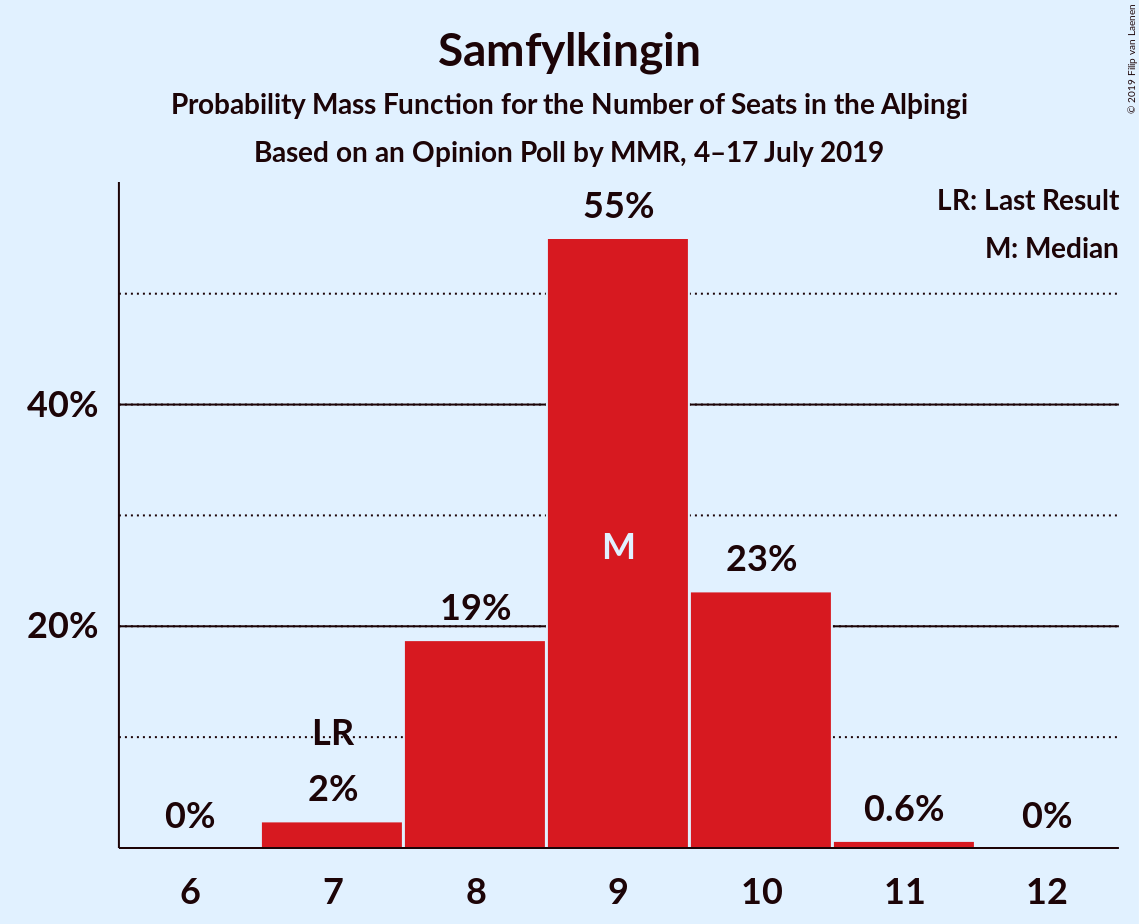 Samfylkingin
Probability Mass Function for the Number of Seats in the Alþingi
Based on an Opinion Poll by MMR, 4–17 July 2019
© 2019 Filip van Laenen
LR: Last Result
M: Median
55%
40%
M
23%
19%
20%
LR
2%
0%
0.6%
0%
6 7 8 9 10 11 12